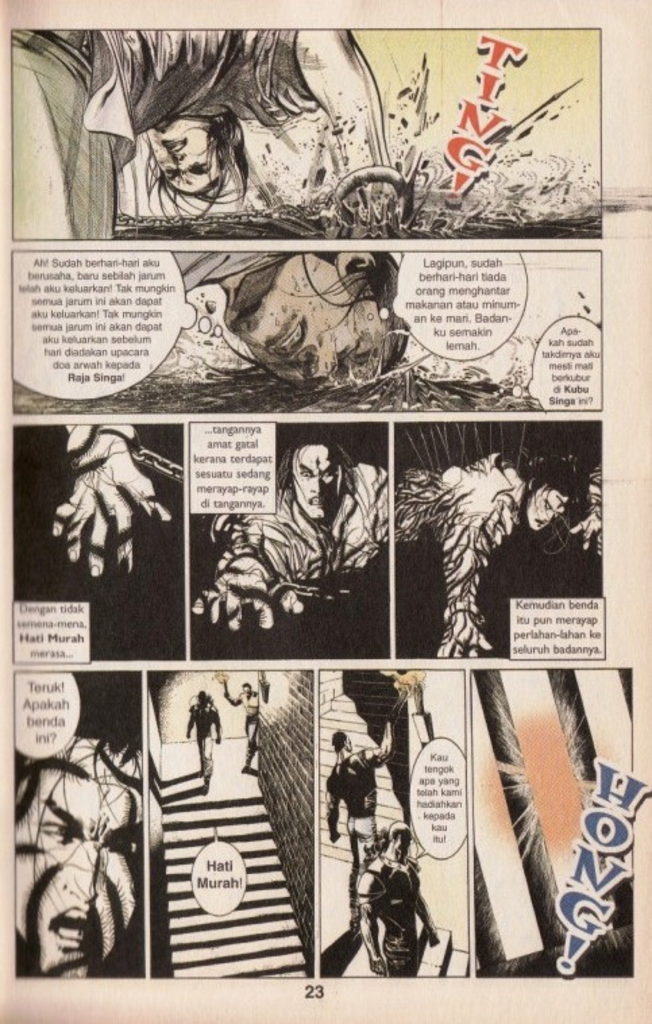 TING!
Ah! Sudah berhari-hari aku
berusaha, baru sebilah jarum
telah aku keluarkan! Tak mungkin
semua jarum ini akan dapat
aku keluarkan! Tak mungkin
semua jarum ini akan dapat
aku keluarkan sebelum
hari diadakan upacara
doa arwah kepada
Raja Singa!
Lagipun, sudah
berhari-hari tiada
orang menghantar
makanan atau minum-
an ke mari. Badan-
ku semakin
lemah.
Apa-
kah sudah
takdirnya aku
mesti mati
berkubur
di Kubu
Singa ini?
Dengan tidak
semena-mena,
Hati Murah
merasa...
...tangannya
amat gatal
kerana terdapat
sesuatu sedang
merayap-rayap
di tangannya.
Kemudian benda
itu pun merayap
perlahan-lahan ke
seluruh badannya.
Teruk!
Apakah
benda
ini?
Hati
Murah!
Kau
tengok
apa yang
telah kami
hadiahkan
kepada
kau
itu!
HONG!
23